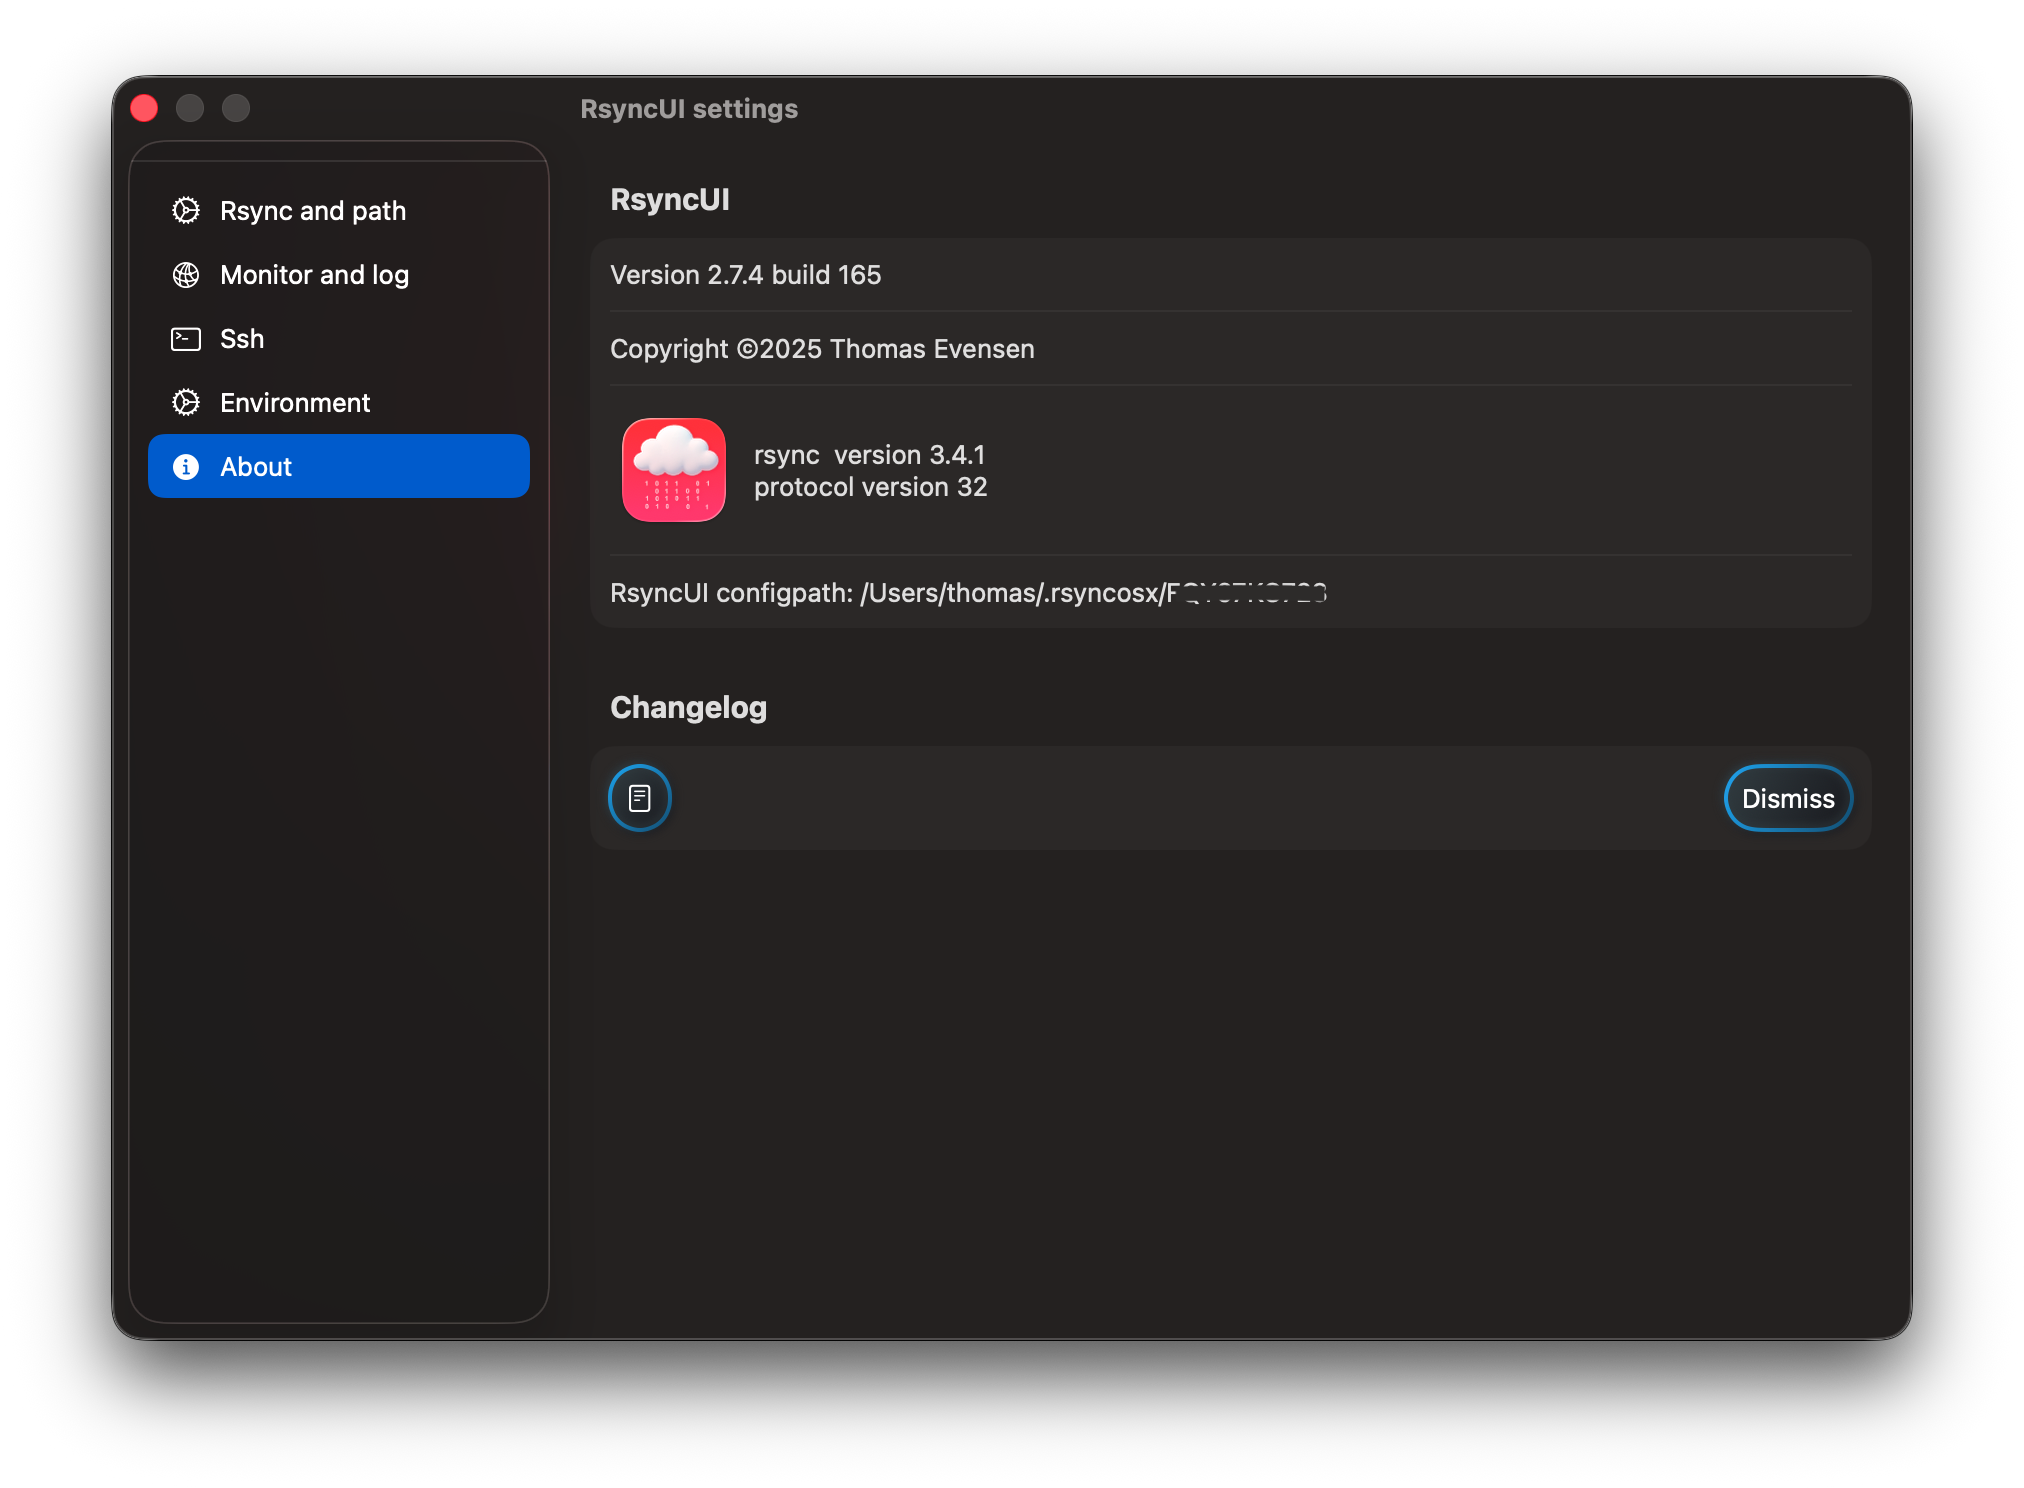 RsyncUI settings
Rsync and path
Monitor and log
Ssh
Environment
About
RsyncUI
Version 2.7.4 build 165
Copyright ©2025 Thomas Evensen
rsync  version 3.4.1
protocol version 32
RsyncUI configpath: /Users/thomas/.rsyncosx/
Changelog
Dismiss